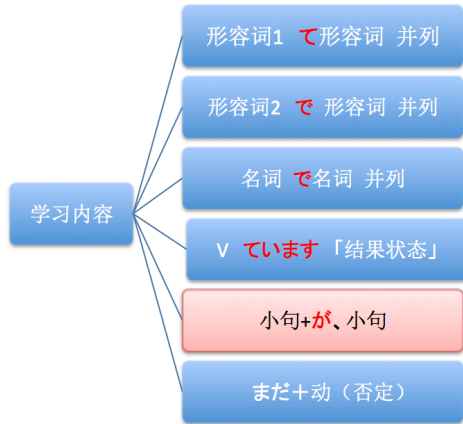 形容词1 て形容词 并列
形容词2 で 形容词 并列
名词 で名词 并列
学习内容
V ています「结果状态」
小句+が、小句
まだ＋动（否定）